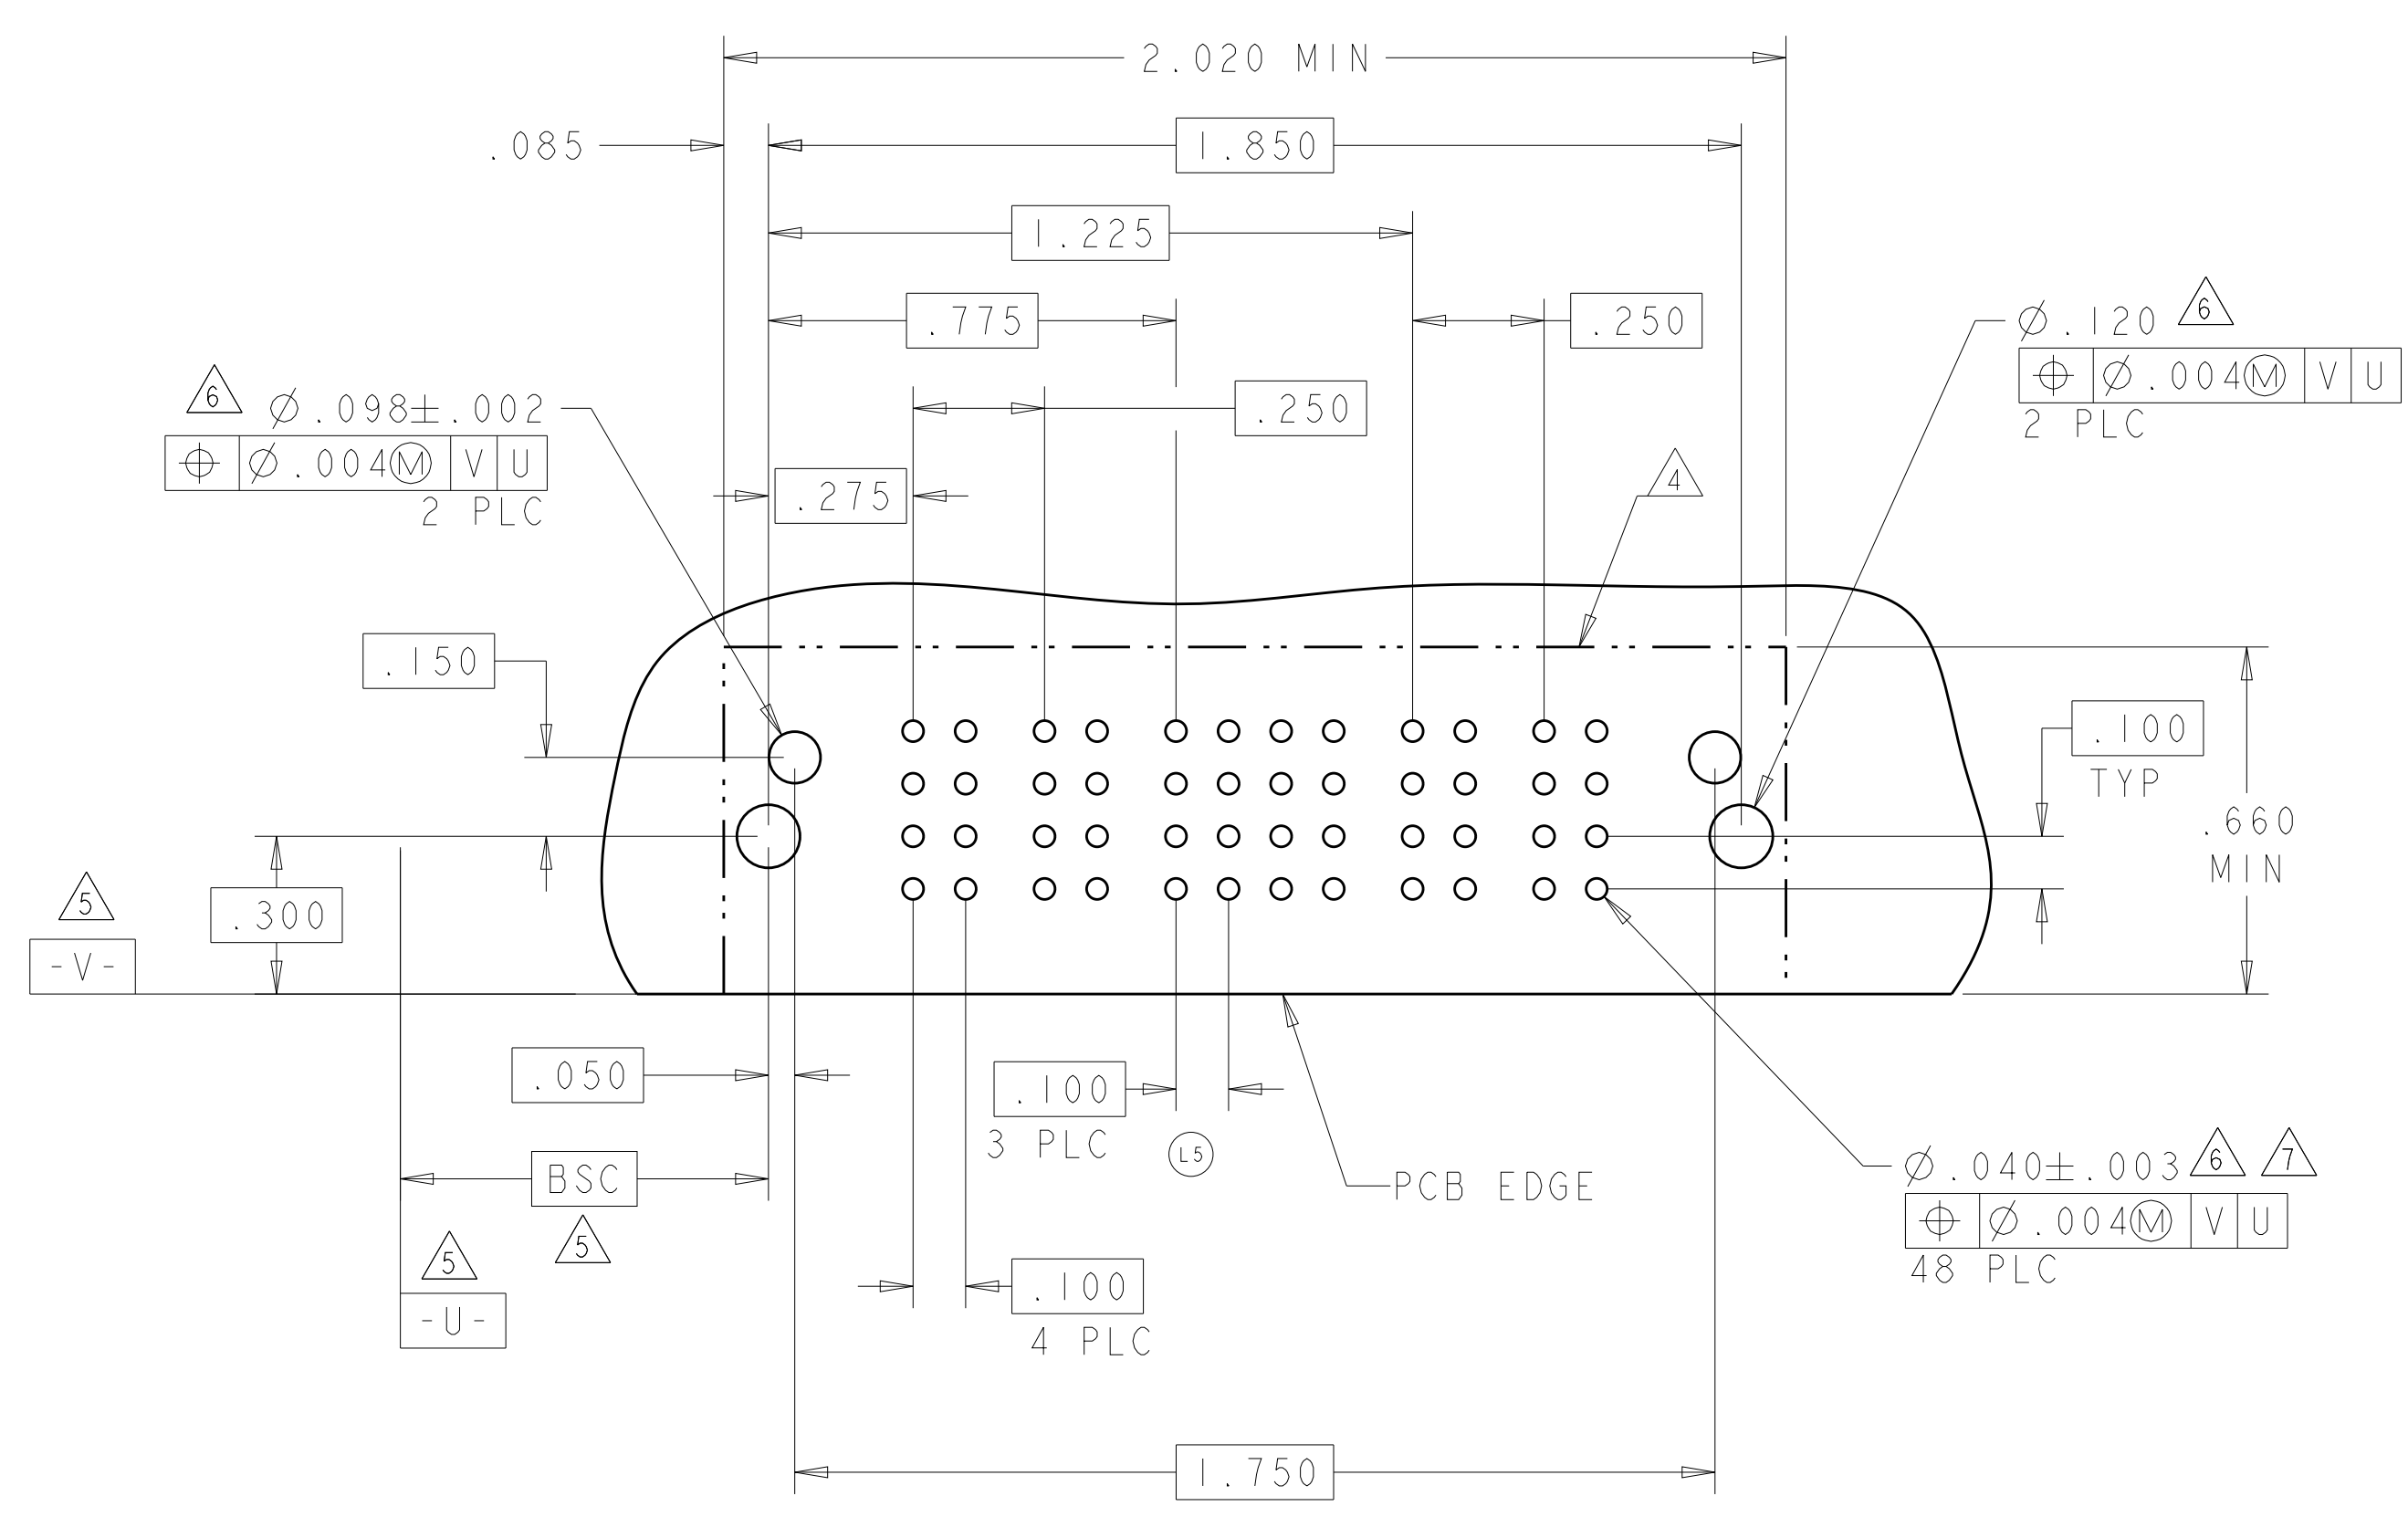 2.020 MIN
.085
1.850
1.225
.775
.250
6
Ø.120
⌖ Ø.004Ⓜ V U
2 PLC
6
Ø.098±.002
⌖ Ø.004Ⓜ V U
2 PLC
.250
.275
4
.150
.100
TYP
.660
MIN
5
-V-
.300
.050
.100
3 PLC
L5
BSC
5
PCB EDGE
Ø.040±.003 6 7
⌖ Ø.004Ⓜ V U
48 PLC
5
-U-
.100
4 PLC
1.750